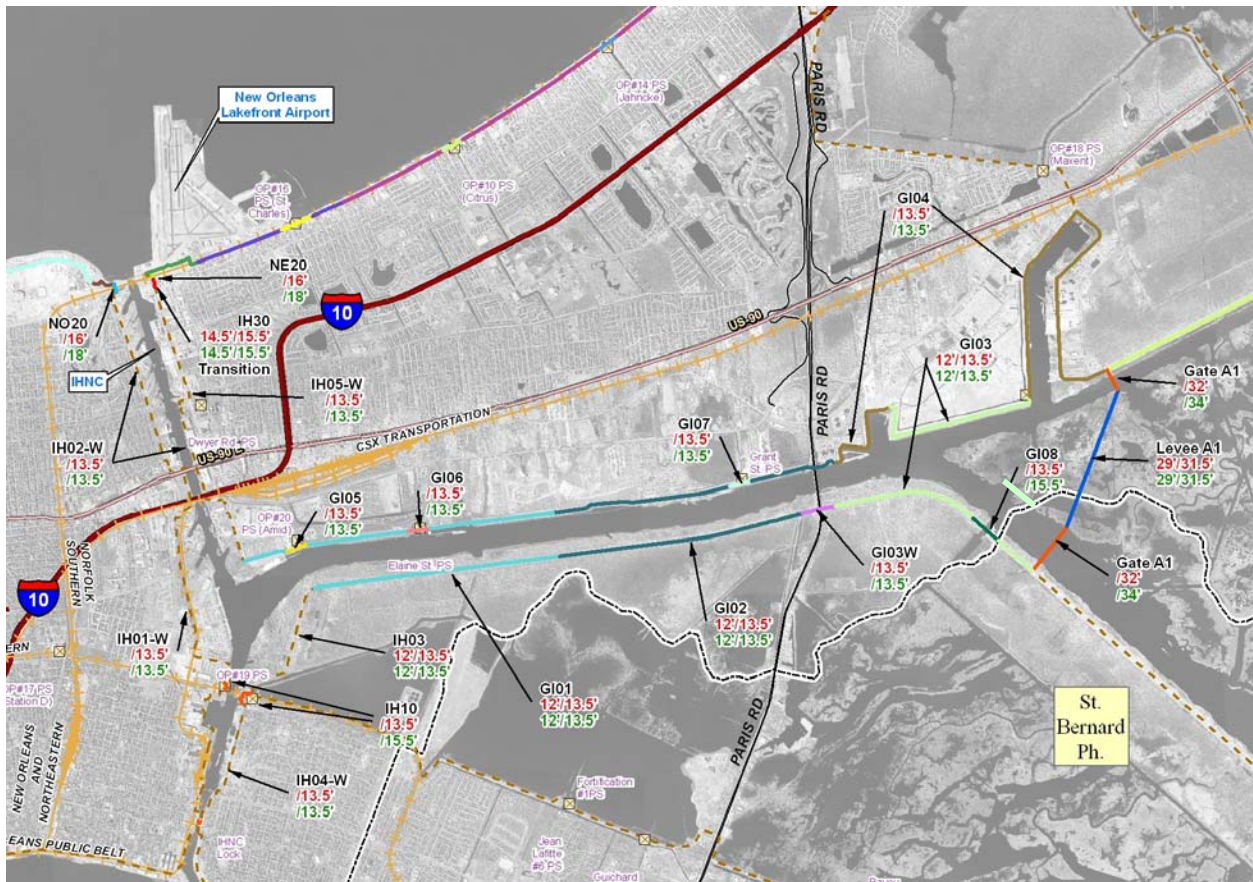 New Orleans
Lakefront Airport
OP#16
PS (St
Charles)
OP#10 PS
(Citrus)
OP#14 PS
(Jahncke)
PARIS RD
OP#18 PS
(Maxent)
GI04
/13.5'
/13.5'
NE20
/16'
/18'
NO20
/16'
/18'
IH30
14.5'/15.5'
14.5'/15.5'
Transition
10
IHNC
IH05-W
/13.5'
/13.5'
IH02-W
/13.5'
/13.5'
Dwyer Rd. PS
US-90
CSX TRANSPORTATION
US-90
PARIS RD
GI03
12'/13.5'
12'/13.5'
Gate A1
/32'
/34'
Levee A1
29'/31.5'
29'/31.5'
GI07
/13.5'
/13.5'
Grant
St. PS
GI08
/13.5'
/15.5'
GI06
/13.5'
/13.5'
GI05
/13.5'
/13.5'
OP#20
PS (Amid)
Elaine St. PS
NORFOLK
SOUTHERN
10
GI03W
/13.5'
/13.5'
Gate A1
/32'
/34'
GI02
12'/13.5'
12'/13.5'
IH01-W
/13.5'
/13.5'
IH03
12'/13.5'
12'/13.5'
GI01
12'/13.5'
12'/13.5'
ERN
OP#17 PS
(Station D)
OP#19 PS
IH10
/13.5'
/15.5'
NEW ORLEANS
AND
NORTHEASTERN
IH04-W
/13.5'
/13.5'
PARIS RD
St.
Bernard
Ph.
Fortification
#1PS
EANS PUBLIC BELT
IHNC
Lock
Jean
Lafitte
#6 PS
Guichard